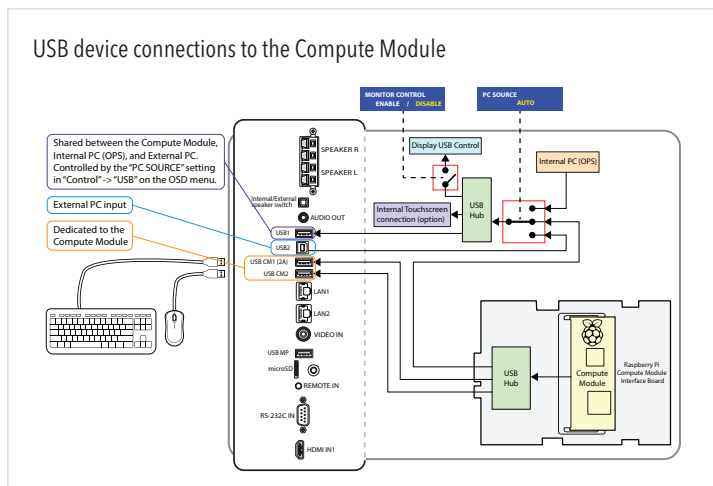 USB device connections to the Compute Module
MONITOR CONTROL
ENABLE / DISABLE
PC SOURCE
AUTO
Shared between the Compute Module,
Internal PC (OPS), and External PC.
Controlled by the "PC SOURCE" setting
in "Control" -> "USB" on the OSD menu.
External PC input
Dedicated to the
Compute Module
SPEAKER R
SPEAKER L
Internal/External
speaker switch
AUDIO OUT
USB1
USB2
USB CM1 (2A)
USB CM2
LAN1
LAN2
VIDEO IN
USB MP
microSD
REMOTE IN
RS-232C IN
HDMI IN1
Display USB Control
Internal PC (OPS)
USB
Hub
Internal Touchscreen
connection (option)
USB
Hub
Compute
Module
Raspberry Pi
Compute Module
Interface Board